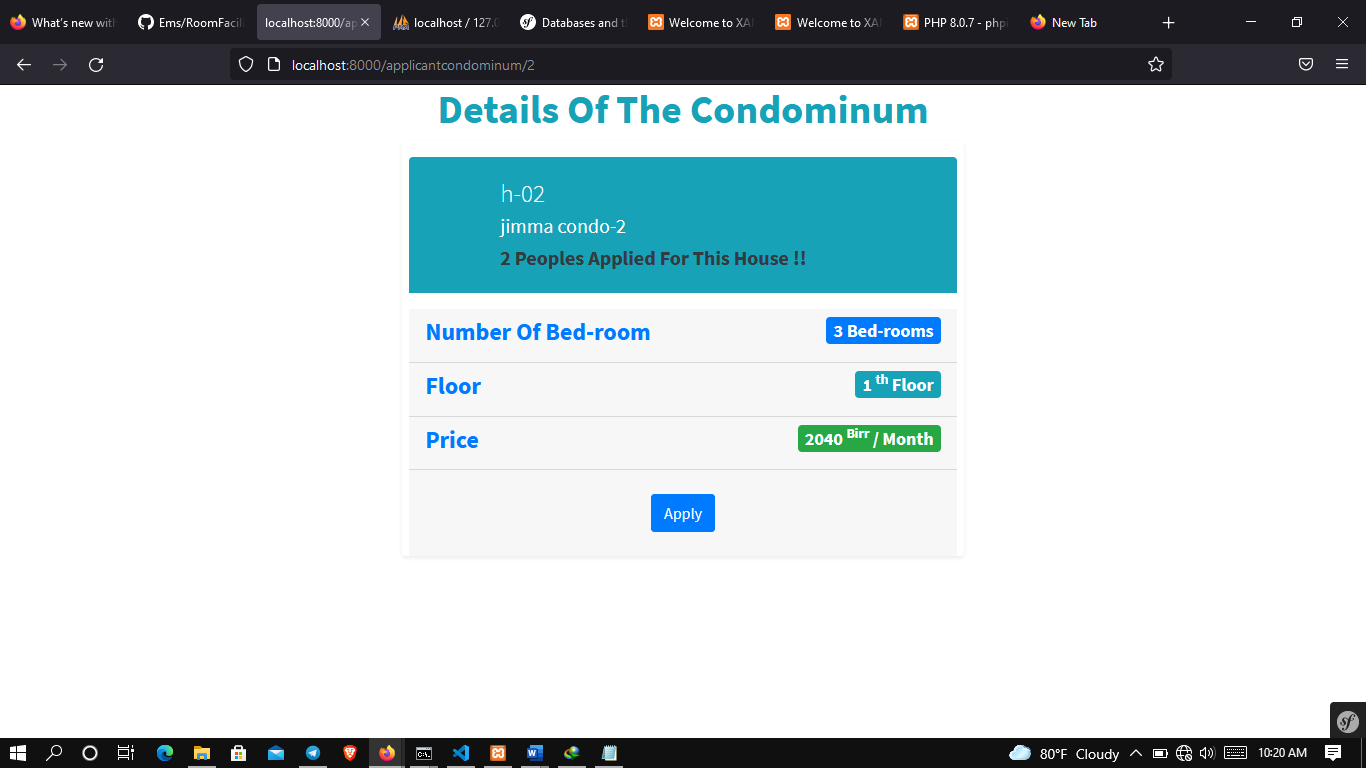 What's new with
Ems/RoomFacil
localhost:8000/ap
localhost / 127.0
Databases and t
Welcome to XA
Welcome to XA
PHP 8.0.7 - phpi
New Tab
localhost:8000/applicantcondominum/2
Details Of The Condominum
h-02
jimma condo-2
2 Peoples Applied For This House !!
Number Of Bed-room
3 Bed-rooms
Floor
1 th Floor
Price
2040 Birr / Month
Apply
sf
80°F Cloudy
10:20 AM